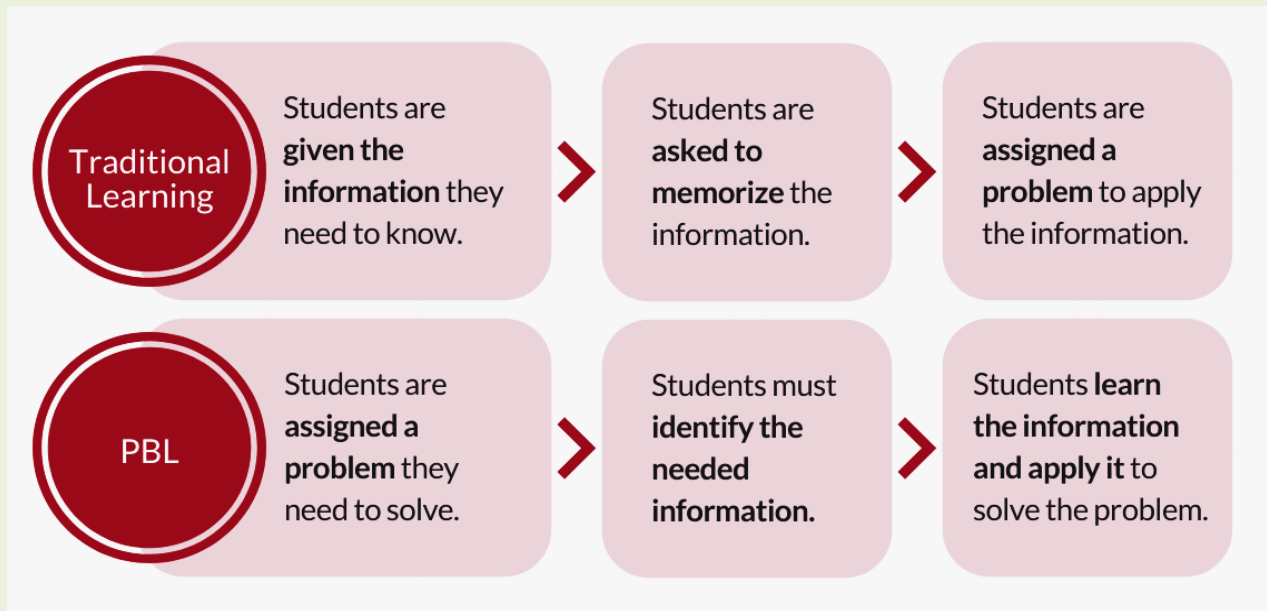 Traditional
Learning
Students are
given the
information they
need to know.
Students are
asked to
memorize the
information.
Students are
assigned a
problem to apply
the information.
PBL
Students are
assigned a
problem they
need to solve.
Students must
identify the
needed
information.
Students learn
the information
and apply it to
solve the problem.